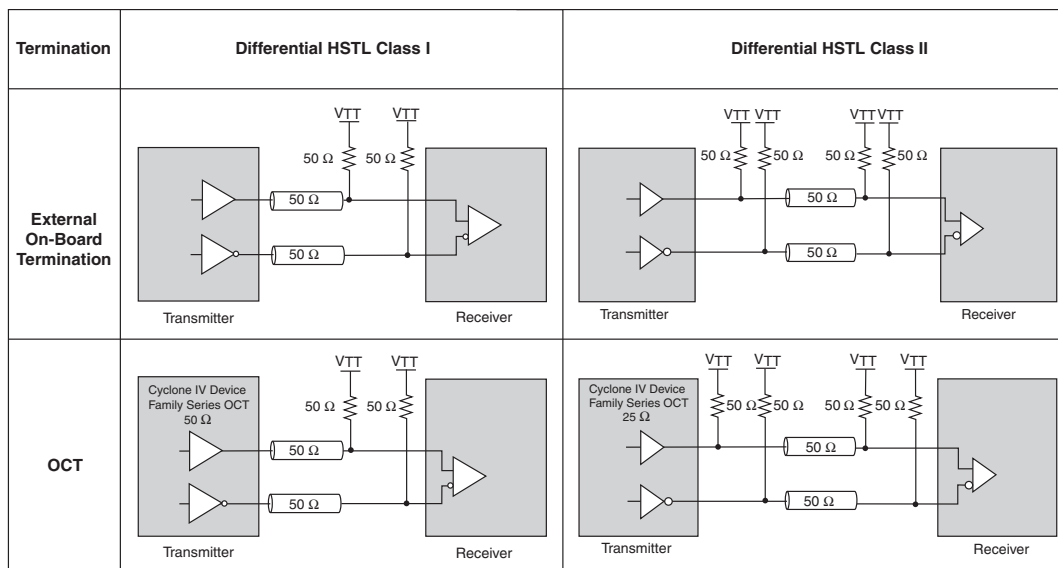 Termination
Differential HSTL Class I
Differential HSTL Class II
External
On-Board
Termination
VTT
VTT
50 Ω
50 Ω
50 Ω
50 Ω
Transmitter
Receiver
VTT
VTT
VTT
VTT
50 Ω
50 Ω
50 Ω
50 Ω
50 Ω
50 Ω
Transmitter
Receiver
OCT
Cyclone IV Device
Family Series OCT
50 Ω
VTT
VTT
50 Ω
50 Ω
50 Ω
50 Ω
Transmitter
Receiver
Cyclone IV Device
Family Series OCT
25 Ω
VTT
VTT
VTT
VTT
50 Ω
50 Ω
50 Ω
50 Ω
50 Ω
50 Ω
Transmitter
Receiver